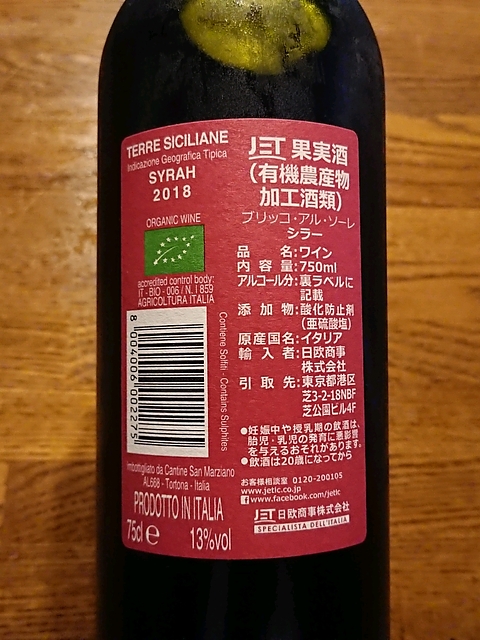 TERRE SICILIANE
Indicazione Geografica Tipica
SYRAH
2018
ORGANIC WINE
accredited control body:
IT - BIO - 006 / N. I 859
AGRICOLTURA ITALIA
8 004006 002275
Contiene Solfiti - Contains Sulphites
Imbottigliato da Cantine San Marziano
AL668 - Tortona - Italia
PRODOTTO IN ITALIA
75cl e 13%vol
JET 果実酒
(有機農産物
加工酒類)
ブリッコ・アル・ソーレ
シラー
品名:ワイン
内容量:750ml
アルコール分:裏ラベルに
記載
添加物:酸化防止剤
(亜硫酸塩)
原産国名:イタリア
輸入者:日欧商事
株式会社
引取先:東京都港区
芝3-2-18NBF
芝公園ビル4F
●妊娠中や授乳期の飲酒は、
胎児・乳児の発育に悪影響
を与えるおそれがあります。
●飲酒は20歳になってから
お客様相談室 0120-200105
www.jetlc.co.jp
www.facebook.com/jetlc
JET 日欧商事株式会社
SPECIALISTA DELL'ITALIA